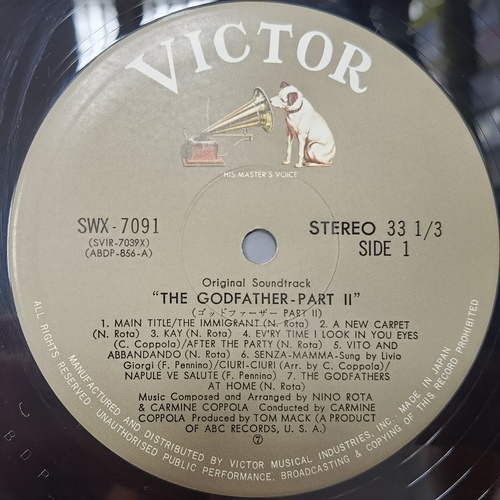 VICTOR
HIS MASTER'S VOICE
SWX-7091
(SVIR-7039X)
(ABDP-856-A)
STEREO 33 1/3
SIDE 1
Original Soundtrack
"THE GODFATHER-PART II"
(ゴッドファーザー PART II)
1. MAIN TITLE/THE IMMIGRANT (N. Rota) 2. A NEW CARPET
(N. Rota) 3. KAY (N. Rota) 4. EV'RY TIME I LOOK IN YOU EYES
(C. Coppola)/AFTER THE PARTY (N. Rota) 5. VITO AND
ABBANDANDO (N. Rota) 6. SENZA-MAMMA-Sung by Livio
Giorgi (F. Pennino)/CIURI-CIURI (Arr. by C. Coppola)/
NAPULE VE SALUTE (F. Pennino) 7. THE GODFATHERS
AT HOME (N. Rota)
Music Composed and Arranged by NINO ROTA
& CARMINE COPPOLA Conducted by CARMINE
COPPOLA Produced by TOM MACK (A PRODUCT
OF ABC RECORDS, U. S. A.)
7
MANUFACTURED AND DISTRIBUTED BY VICTOR MUSICAL INDUSTRIES, INC. MADE IN JAPAN
ALL RIGHTS RESERVED. UNAUTHORISED PUBLIC PERFORMANCE, BROADCASTING & COPYING OF THIS RECORD PROHIBITED